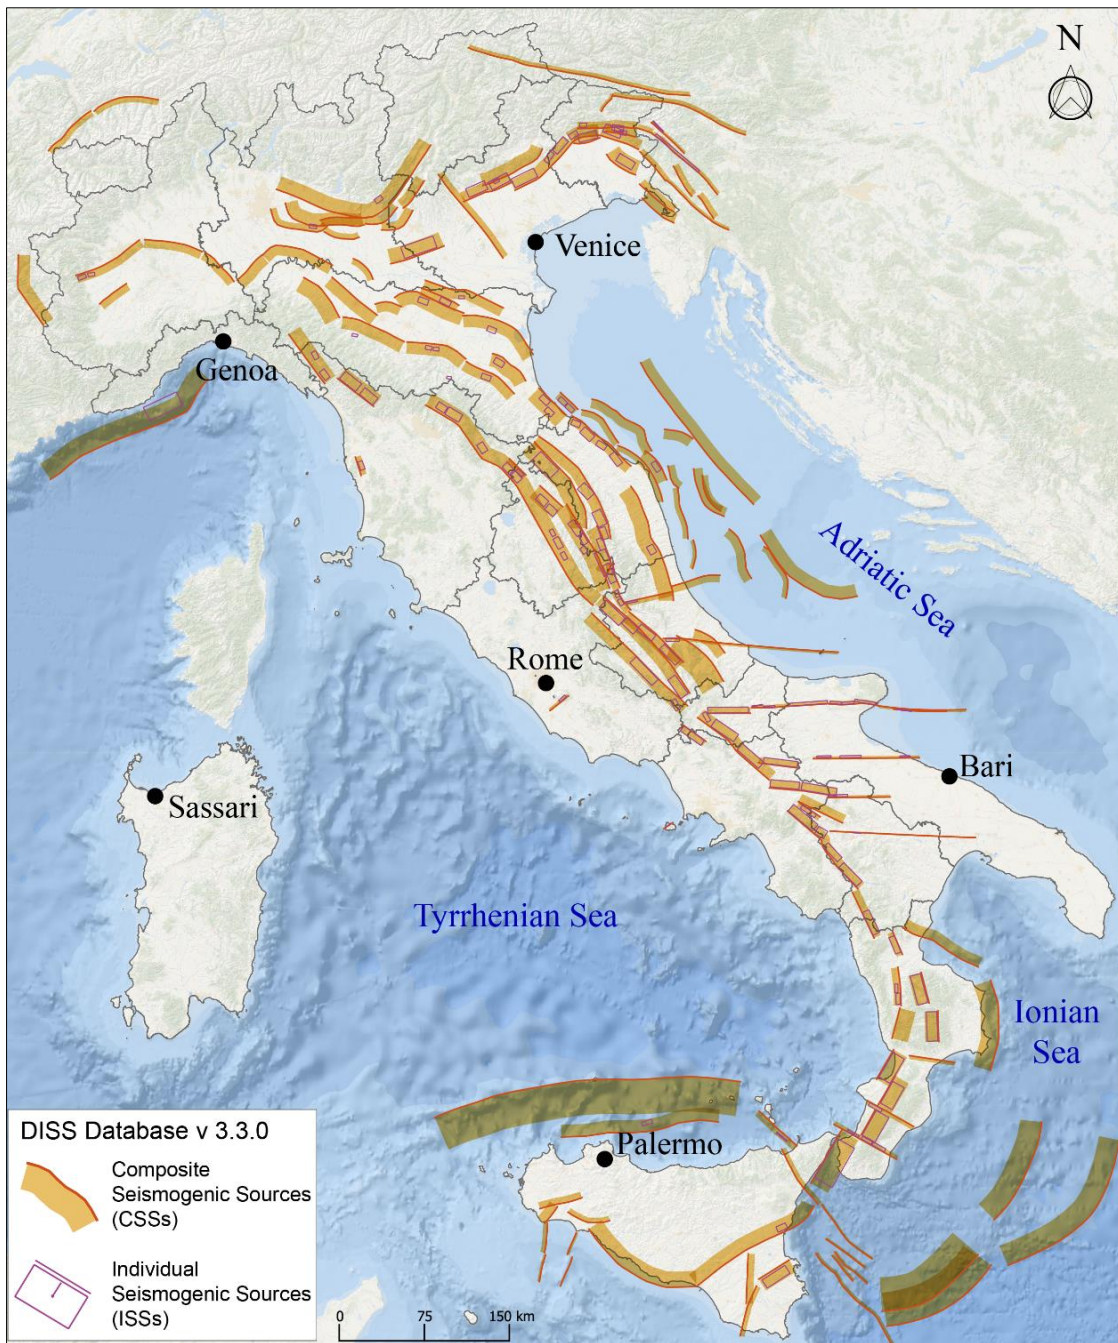 N
Venice
Genoa
Adriatic Sea
Rome
Bari
Sassari
Tyrrhenian Sea
Ionian
Sea
Palermo
DISS Database v 3.3.0
Composite
Seismogenic Sources
(CSSs)
Individual
Seismogenic Sources
(ISSs)
0 75 150 km